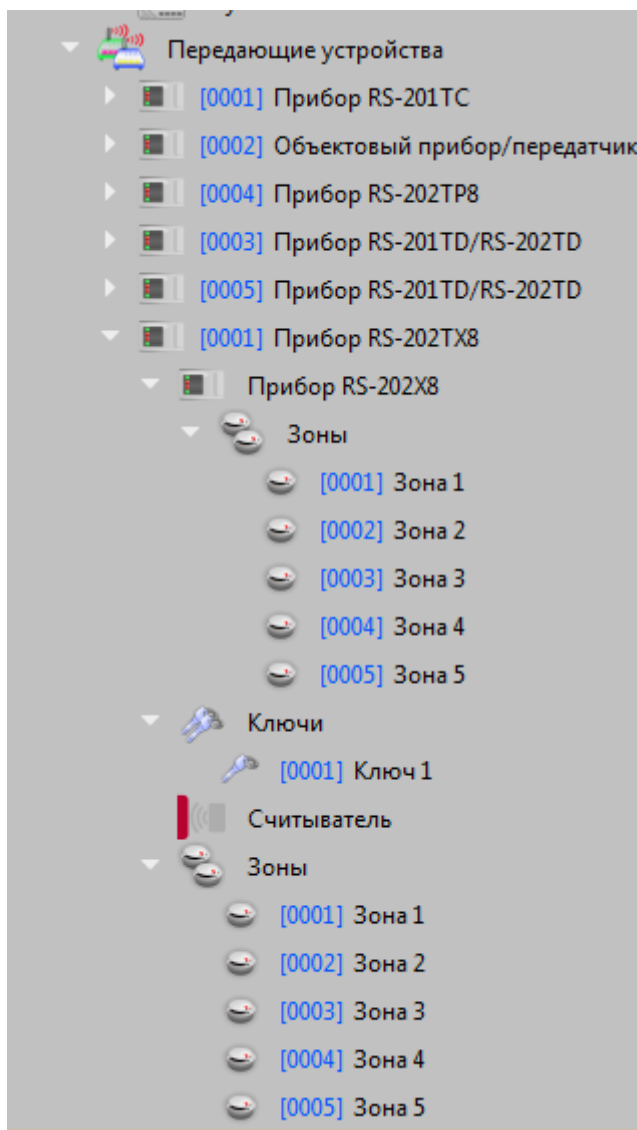 Передающие устройства
[0001] Прибор RS-201TC
[0002] Объектовый прибор/передатчик
[0004] Прибор RS-202TP8
[0003] Прибор RS-201TD/RS-202TD
[0005] Прибор RS-201TD/RS-202TD
[0001] Прибор RS-202TX8
Прибор RS-202X8
Зоны
[0001] Зона 1
[0002] Зона 2
[0003] Зона 3
[0004] Зона 4
[0005] Зона 5
Ключи
[0001] Ключ 1
Считыватель
Зоны
[0001] Зона 1
[0002] Зона 2
[0003] Зона 3
[0004] Зона 4
[0005] Зона 5